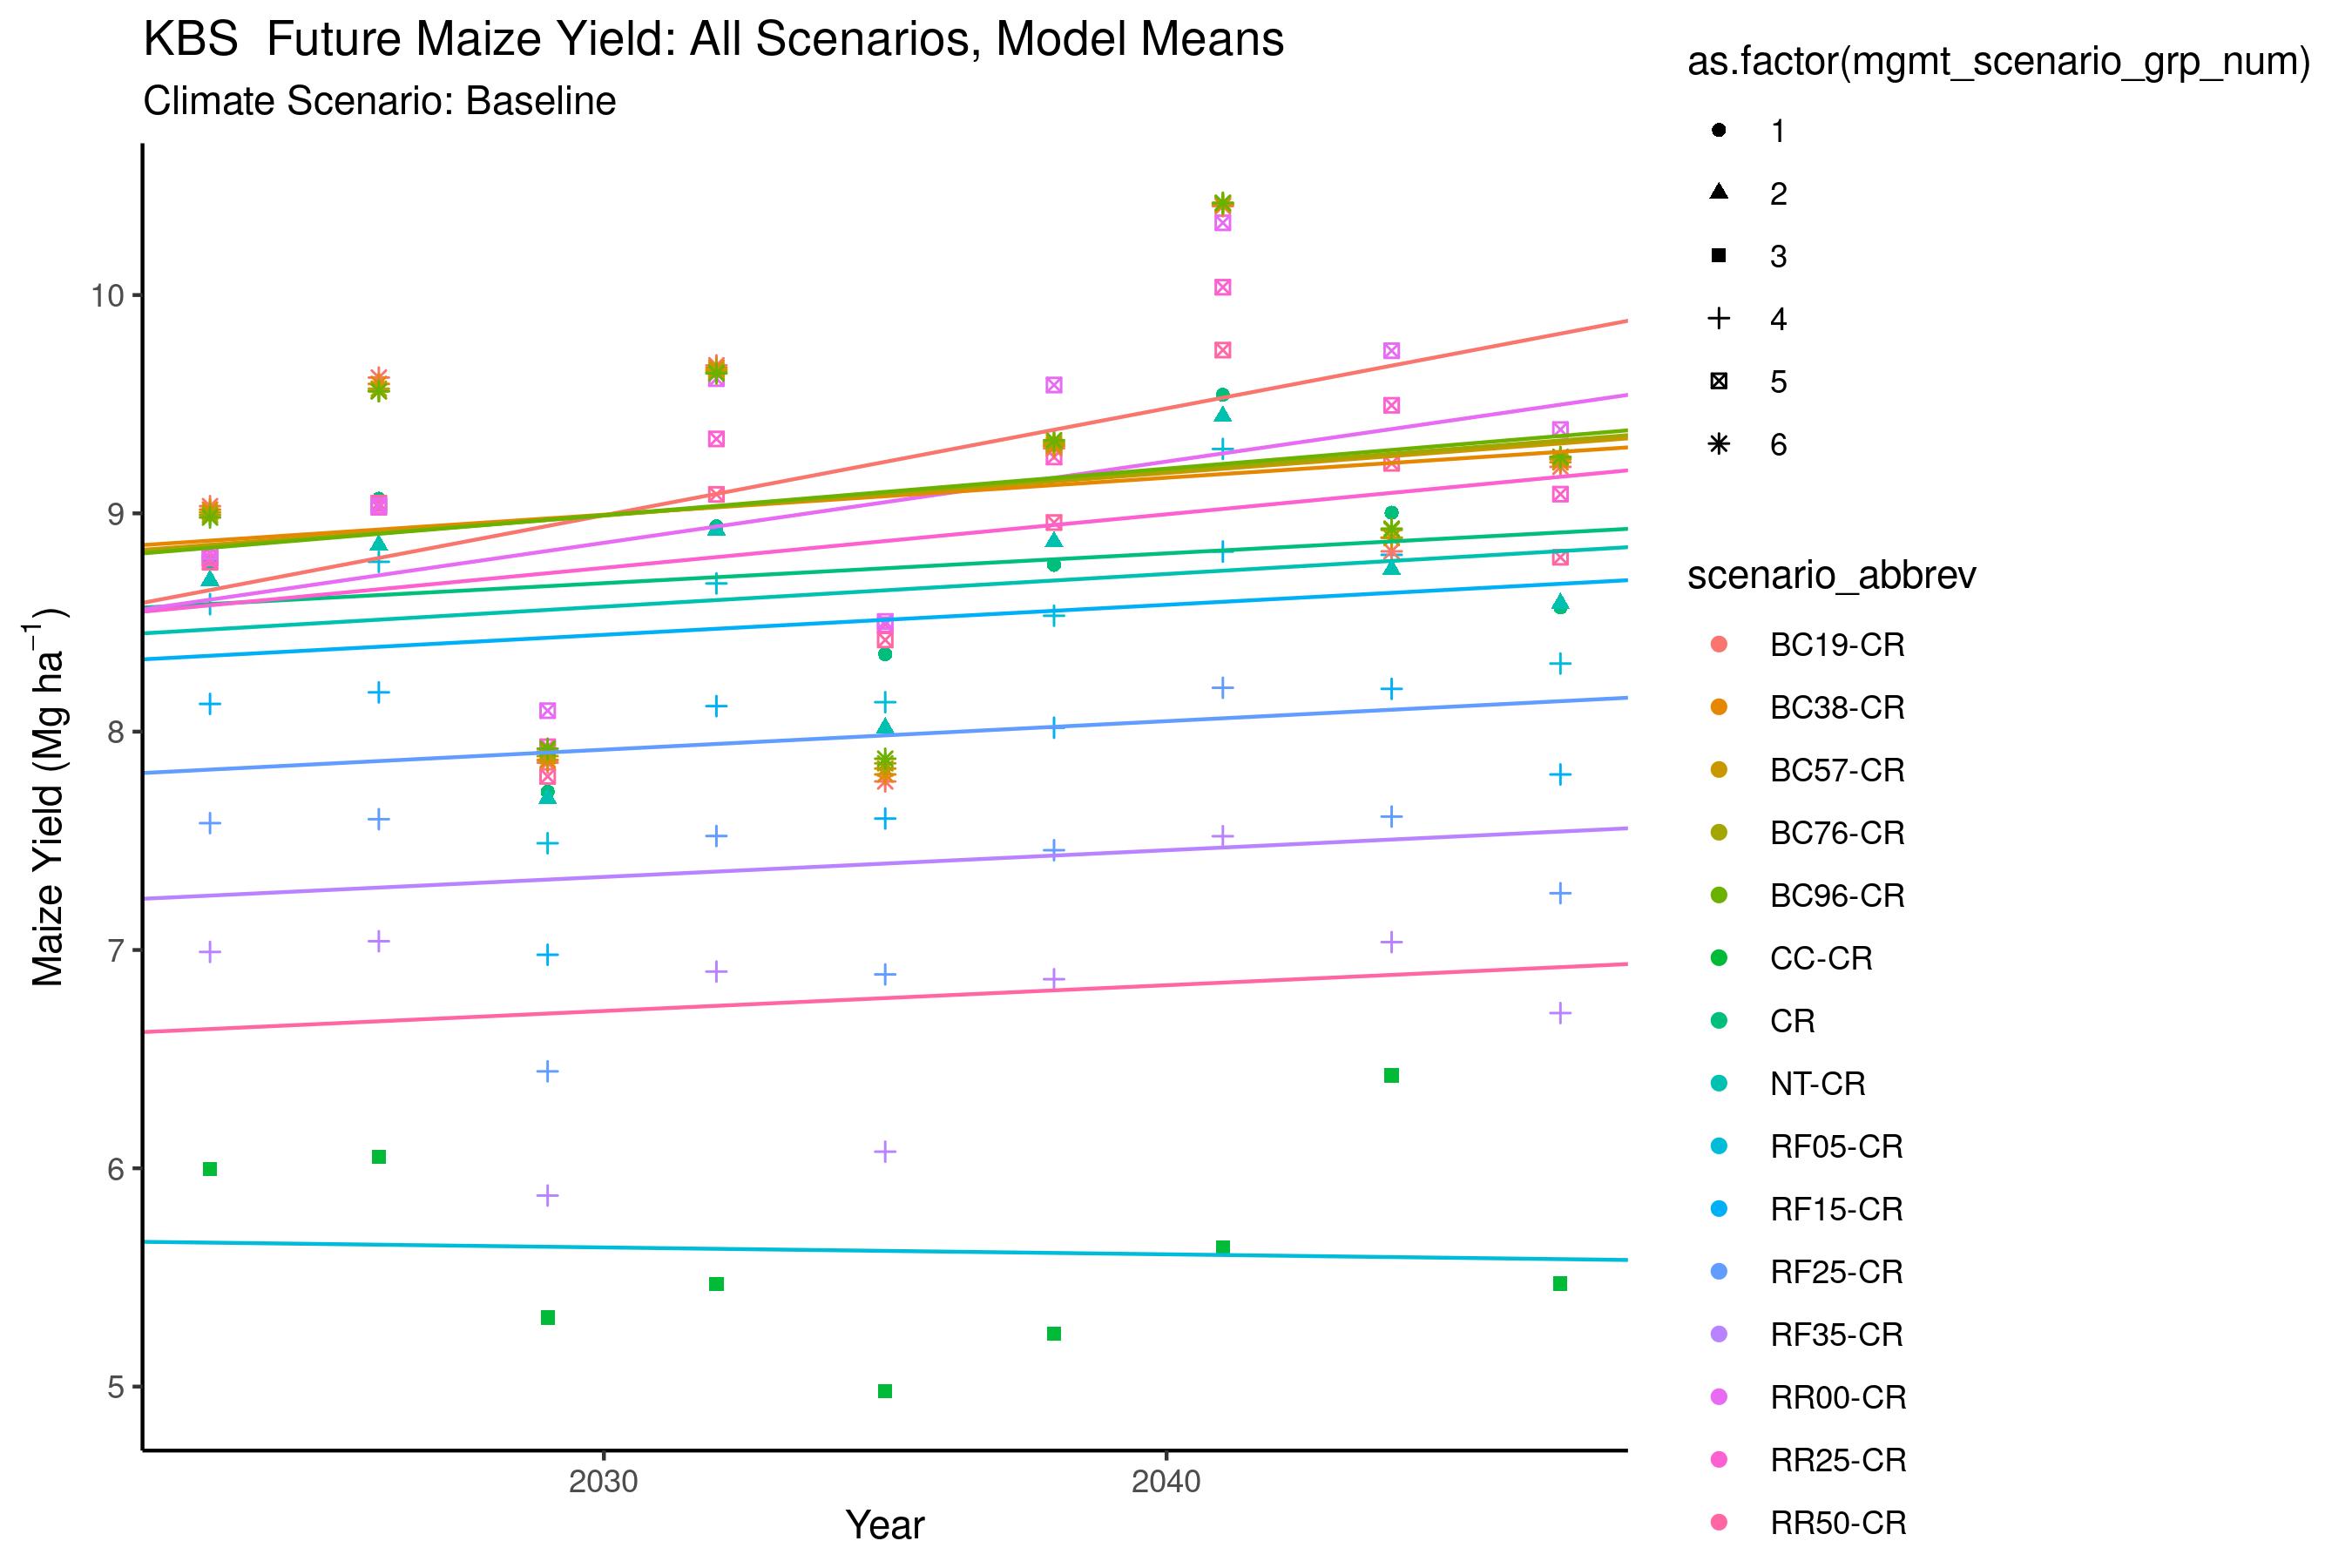 KBS  Future Maize Yield: All Scenarios, Model Means
Climate Scenario: Baseline
Maize Yield (Mg ha⁻¹)
10
9
8
7
6
5
2030
2040
Year
as.factor(mgmt_scenario_grp_num)
1
2
3
4
5
6
scenario_abbrev
BC19-CR
BC38-CR
BC57-CR
BC76-CR
BC96-CR
CC-CR
CR
NT-CR
RF05-CR
RF15-CR
RF25-CR
RF35-CR
RR00-CR
RR25-CR
RR50-CR